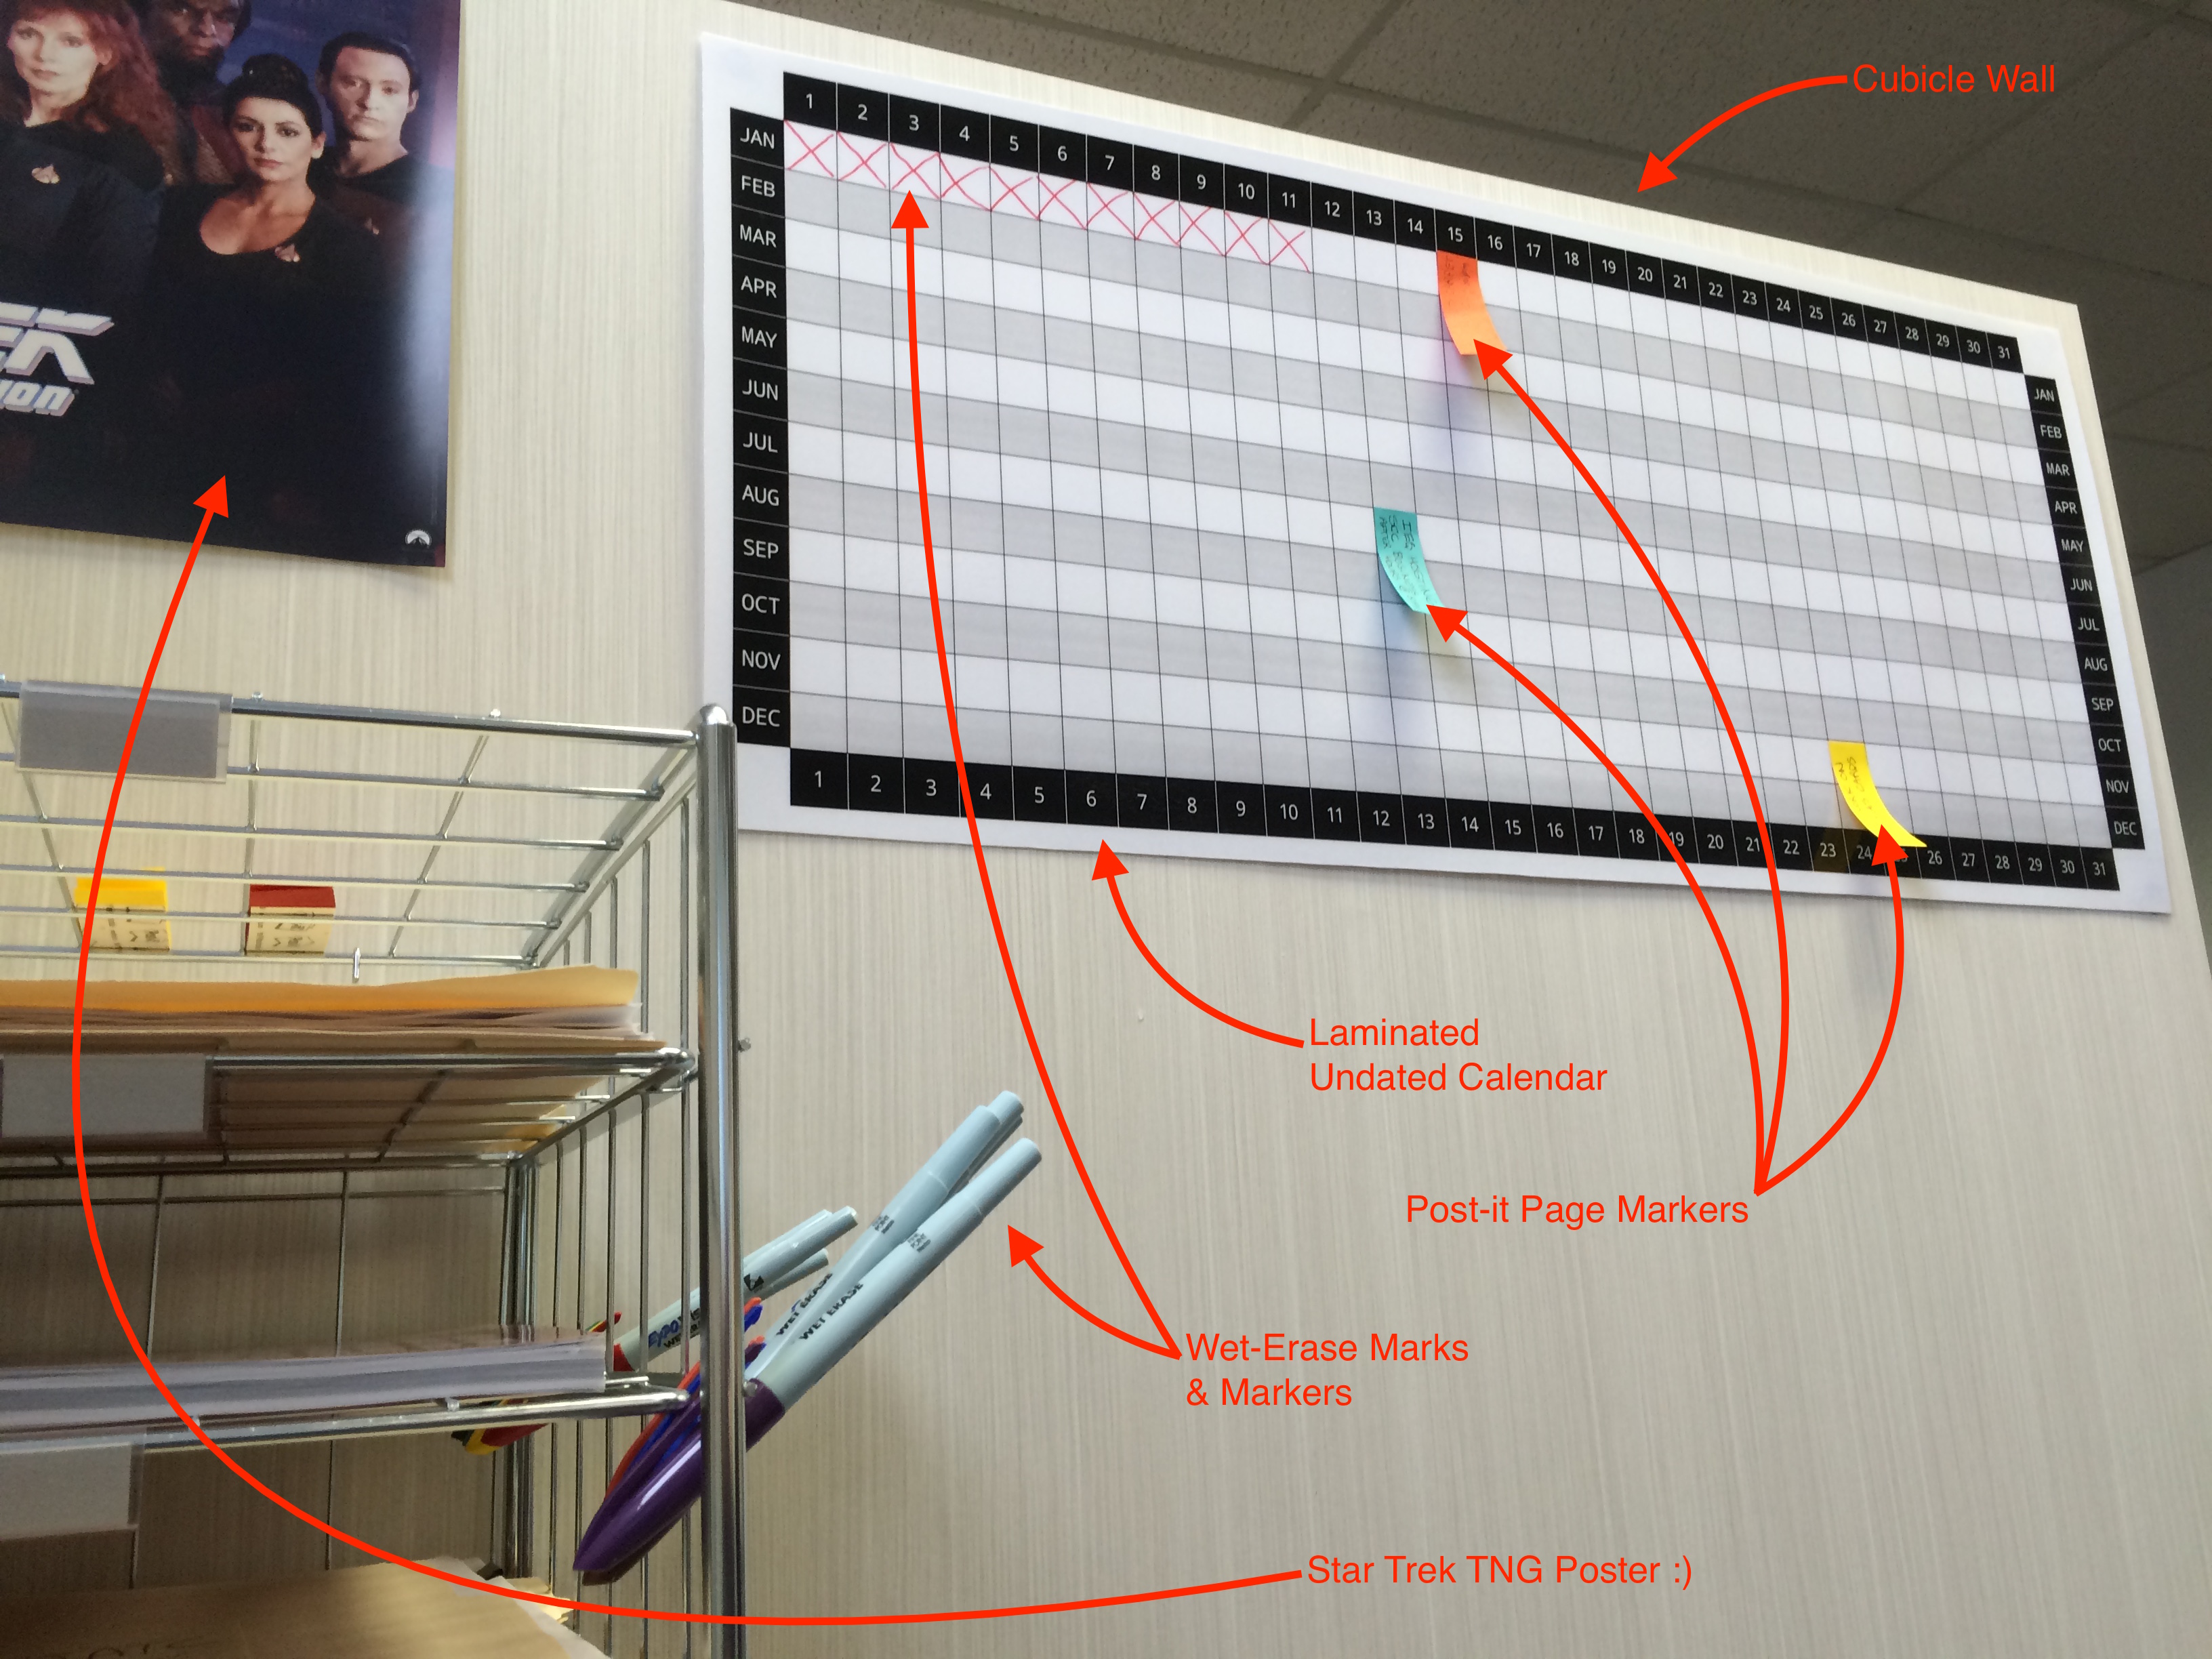 Cubicle Wall
1 2 3 4 5 6 7 8 9 10 11 12 13 14 15 16 17 18 19 20 21 22 23 24 25 26 27 28 29 30 31
JAN JAN
FEB FEB
MAR MAR
APR APR
MAY MAY
JUN JUN
JUL JUL
AUG AUG
SEP SEP
OCT OCT
NOV NOV
DEC DEC
1 2 3 4 5 6 7 8 9 10 11 12 13 14 15 16 17 18 19 20 21 22 23 24 26 27 28 29 30 31
Laminated
Undated Calendar
Post-it Page Markers
EXPO
WET ERASE
WET ERASE
Wet-Erase Marks
& Markers
Star Trek TNG Poster :)